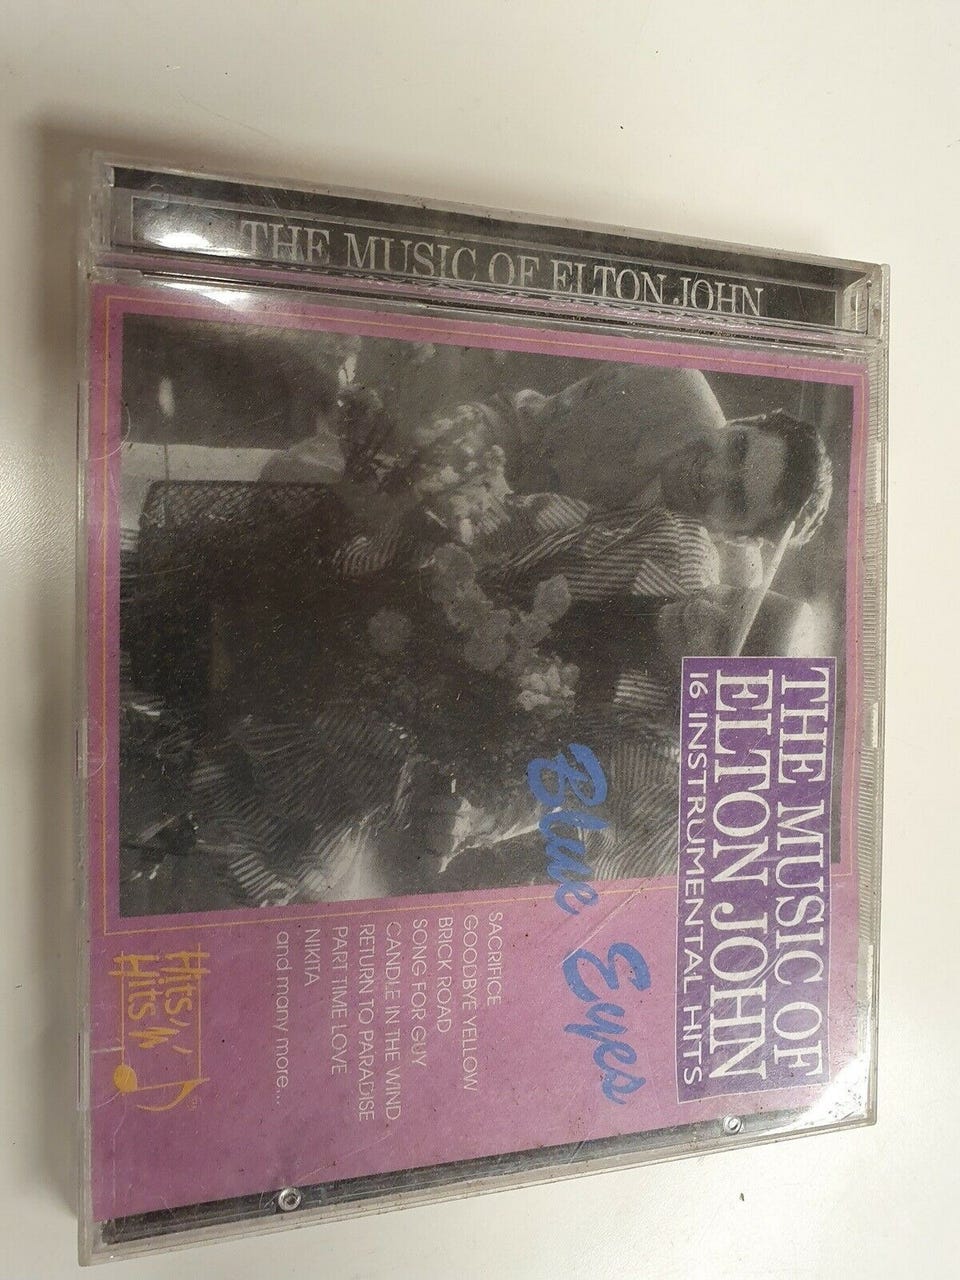 THE MUSIC OF ELTON JOHN
THE MUSIC OF
ELTON JOHN
16 INSTRUMENTAL HITS
Blue Eyes
SACRIFICE
GOODBYE YELLOW
BRICK ROAD
SONG FOR GUY
CANDLE IN THE WIND
RETURN TO PARADISE
PART TIME LOVE
NIKITA
and many more...
Hits'n'
Hits